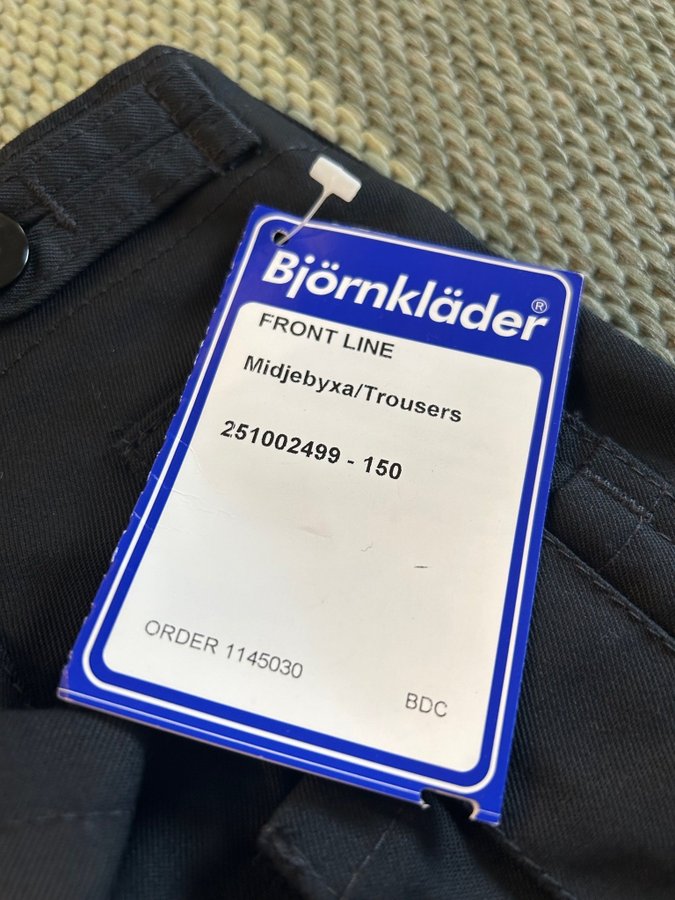 Björnkläder®
FRONT LINE
Midjebyxa/Trousers
251002499 - 150
ORDER 1145030
BDC